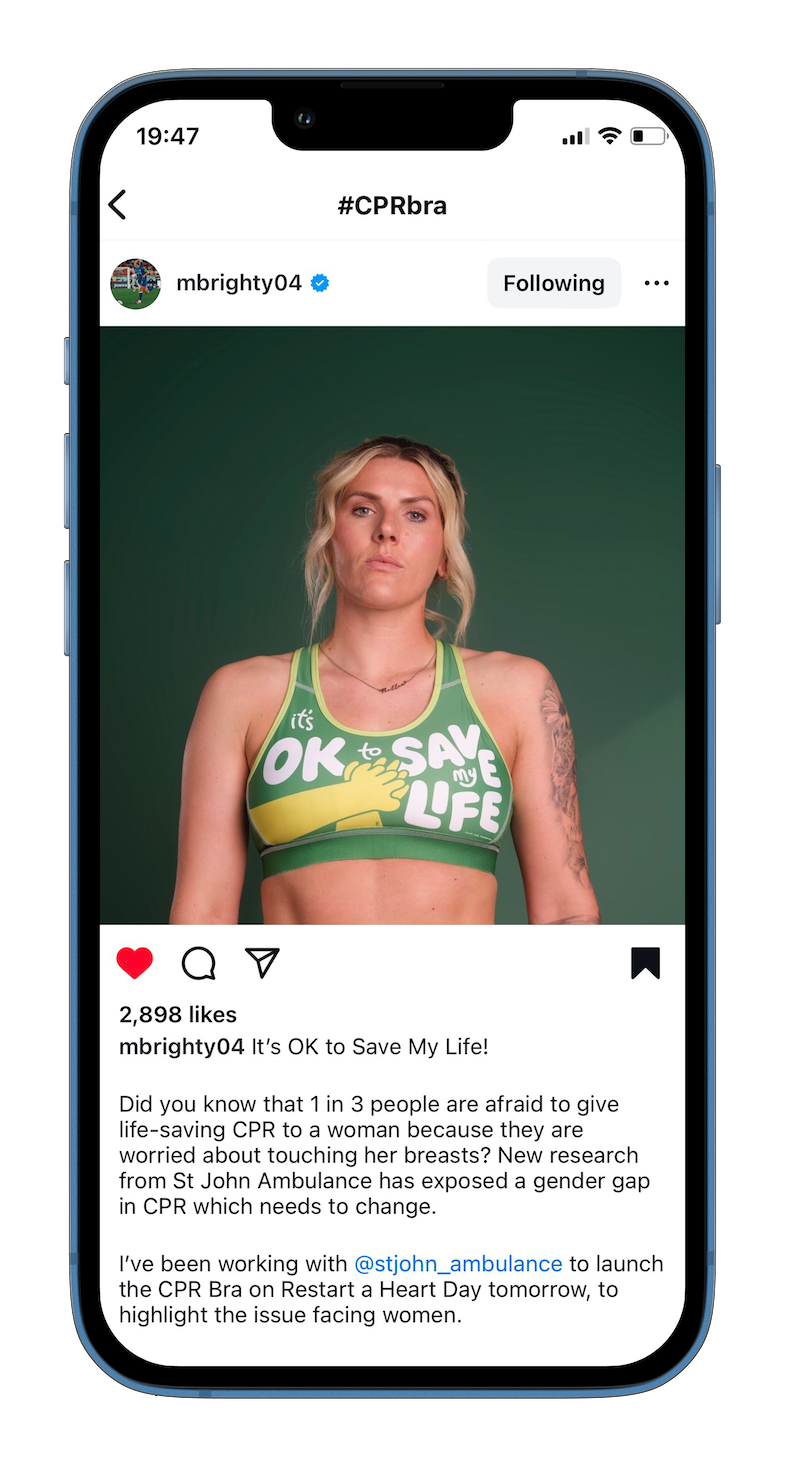 19:47
#CPRbra
mbrighty04
Following
it's
OK to SAVE
my
LIFE
2,898 likes
mbrighty04 It’s OK to Save My Life!
Did you know that 1 in 3 people are afraid to give
life-saving CPR to a woman because they are
worried about touching her breasts? New research
from St John Ambulance has exposed a gender gap
in CPR which needs to change.
I’ve been working with @stjohn_ambulance to launch
the CPR Bra on Restart a Heart Day tomorrow, to
highlight the issue facing women.